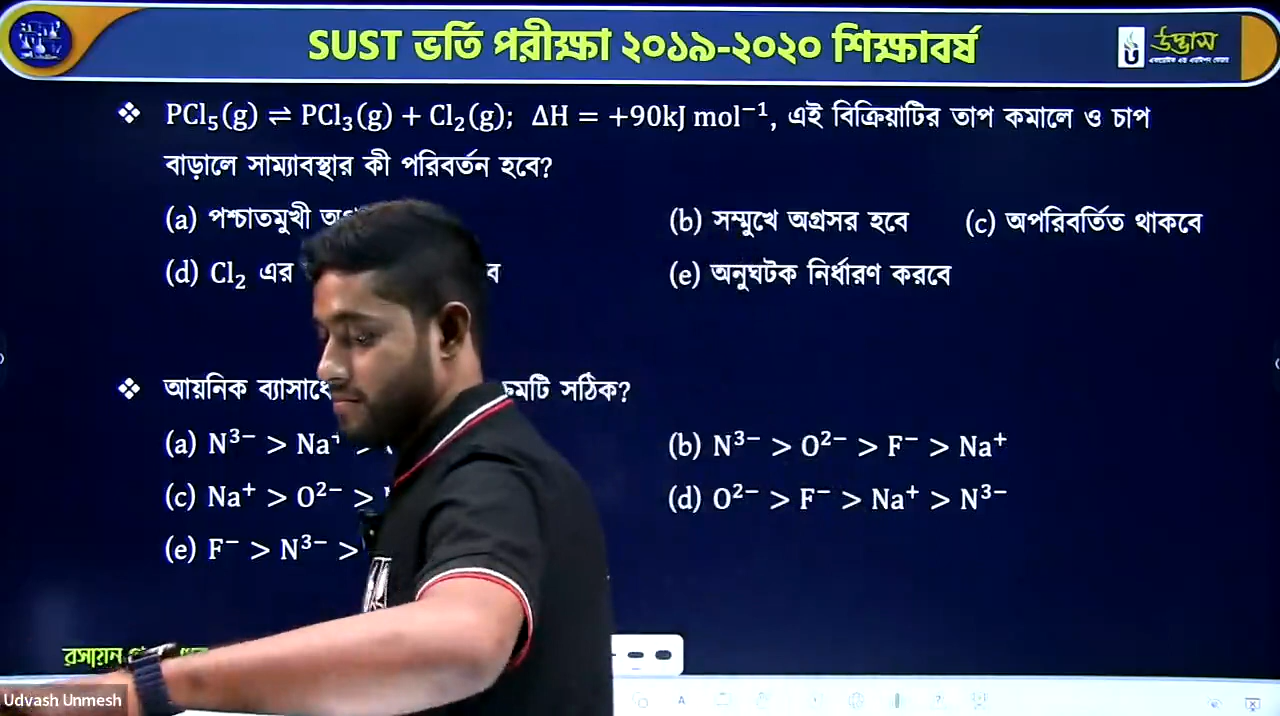 SUST ভর্তি পরীক্ষা ২০১৯-২০২০ শিক্ষাবর্ষ
উদ্ভাস
❖ PCl₅(g) ⇌ PCl₃(g) + Cl₂(g); ΔH = +90kJ mol⁻¹, এই বিক্রিয়াটির তাপ কমালে ও চাপ
বাড়ালে সাম্যাবস্থার কী পরিবর্তন হবে?
(a) পশ্চাতমুখী (b) সম্মুখে অগ্রসর হবে (c) অপরিবর্তিত থাকবে
(d) Cl₂ এর (e) অনুঘটক নির্ধারণ করবে
❖ আয়নিক সঠিক?
(a) N³⁻ > Na⁺ > (b) N³⁻ > O²⁻ > F⁻ > Na⁺
(c) Na⁺ > O²⁻ > (d) O²⁻ > F⁻ > Na⁺ > N³⁻
(e) F⁻ > N³⁻ >
রসায়ন
Udvash Unmesh